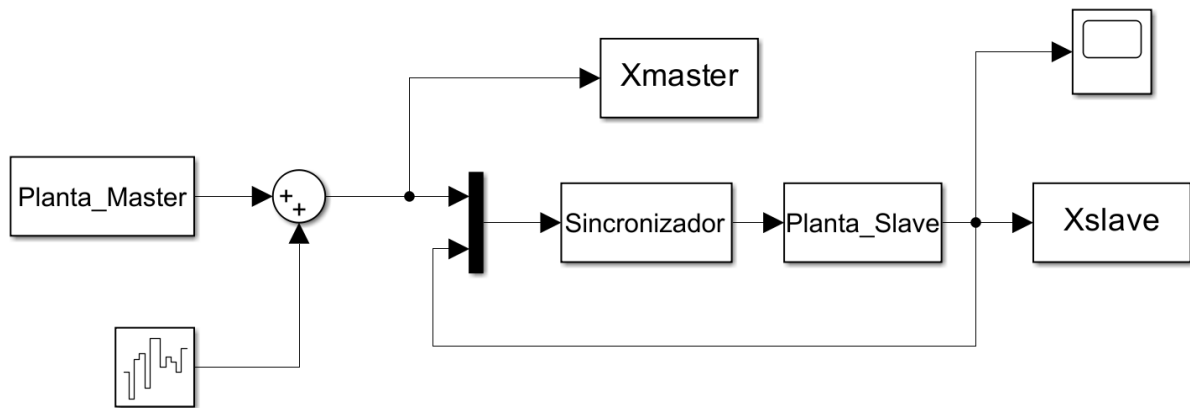 Xmaster
Planta_Master
++
Sincronizador
Planta_Slave
Xslave